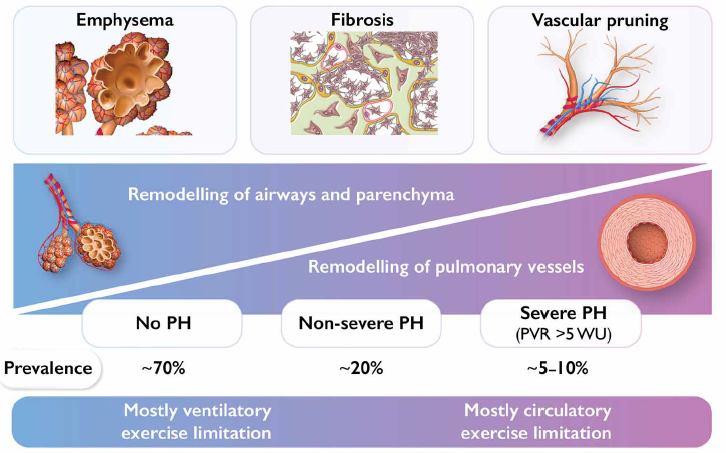 Emphysema
Fibrosis
Vascular pruning
Remodelling of airways and parenchyma
Remodelling of pulmonary vessels
No PH
Non-severe PH
Severe PH
(PVR >5 WU)
Prevalence
~70%
~20%
~5–10%
Mostly ventilatory
exercise limitation
Mostly circulatory
exercise limitation